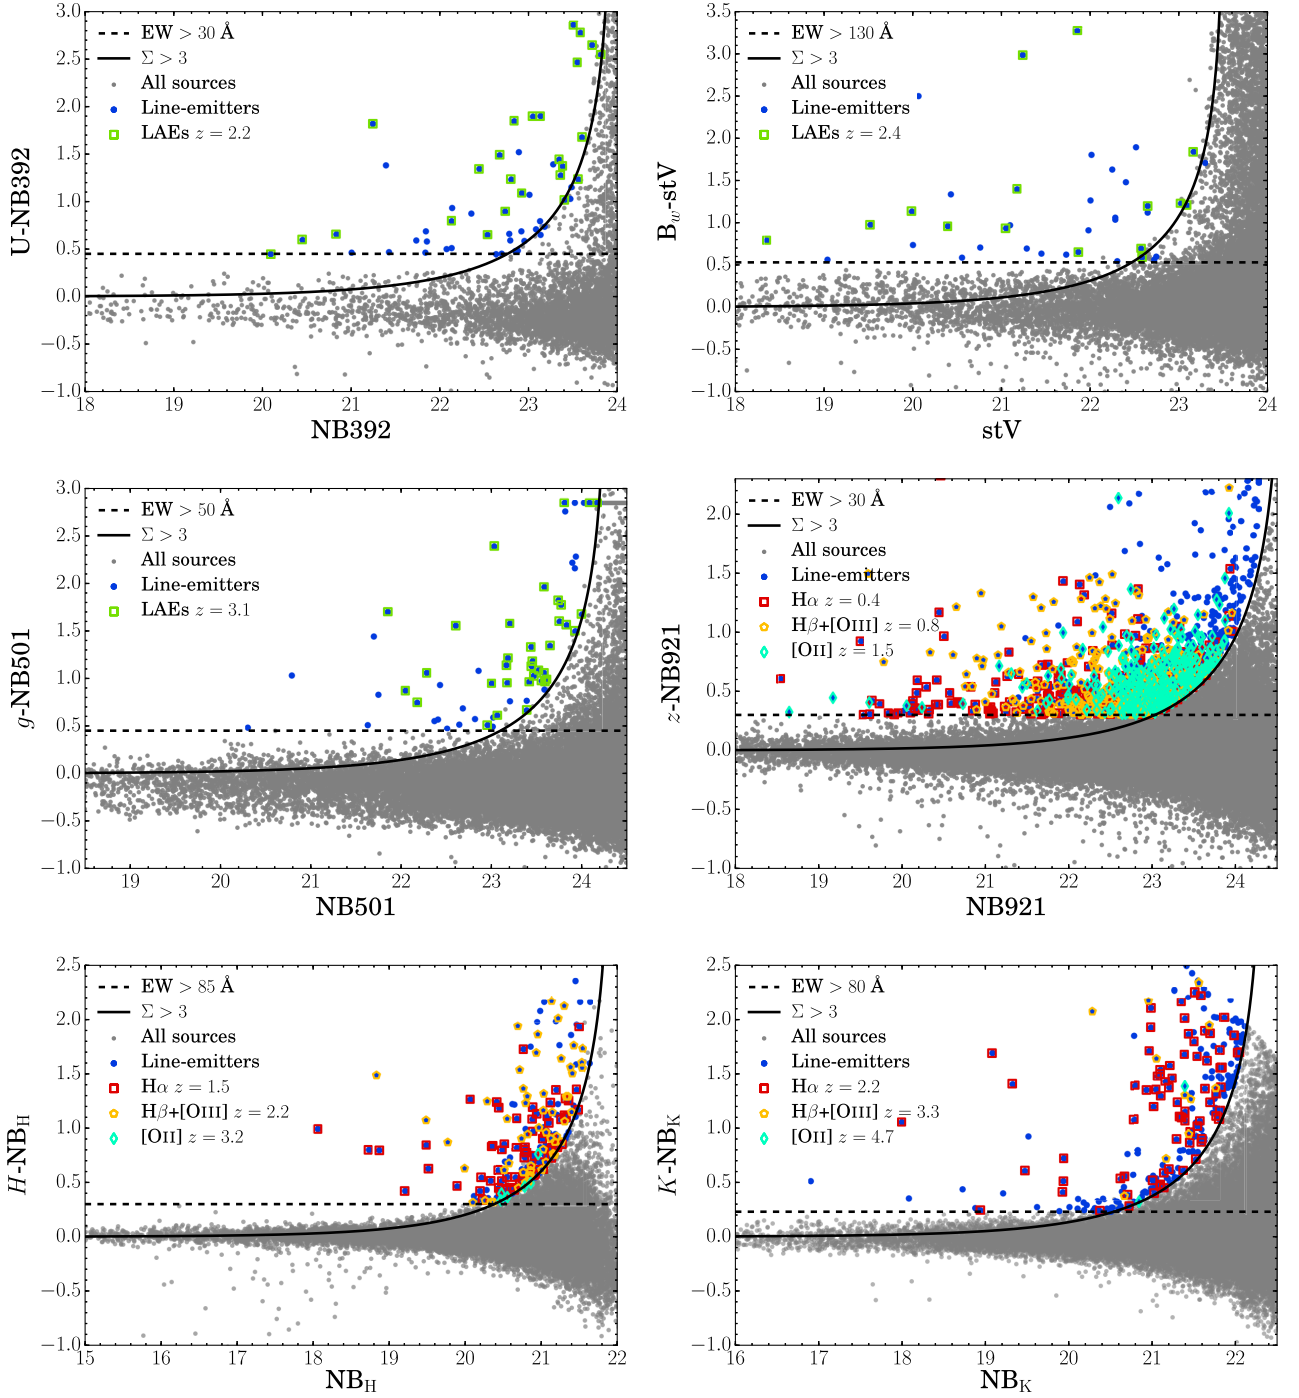 3.0
2.5
2.0
1.5
1.0
0.5
0.0
−0.5
−1.0
U-NB392
EW > 30 Å
Σ > 3
All sources
Line-emitters
LAEs z = 2.2
18 19 20 21 22 23 24
NB392
3.5
3.0
2.5
2.0
1.5
1.0
0.5
0.0
−0.5
−1.0
B_w-stV
EW > 130 Å
Σ > 3
All sources
Line-emitters
LAEs z = 2.4
18 19 20 21 22 23 24
stV
3.0
2.5
2.0
1.5
1.0
0.5
0.0
−0.5
−1.0
g-NB501
EW > 50 Å
Σ > 3
All sources
Line-emitters
LAEs z = 3.1
19 20 21 22 23 24
NB501
2.0
1.5
1.0
0.5
0.0
−0.5
−1.0
z-NB921
EW > 30 Å
Σ > 3
All sources
Line-emitters
Hα z = 0.4
Hβ+[OIII] z = 0.8
[OII] z = 1.5
18 19 20 21 22 23 24
NB921
2.5
2.0
1.5
1.0
0.5
0.0
−0.5
−1.0
H-NB_H
EW > 85 Å
Σ > 3
All sources
Line-emitters
Hα z = 1.5
Hβ+[OIII] z = 2.2
[OII] z = 3.2
15 16 17 18 19 20 21 22
NB_H
2.5
2.0
1.5
1.0
0.5
0.0
−0.5
−1.0
K-NB_K
EW > 80 Å
Σ > 3
All sources
Line-emitters
Hα z = 2.2
Hβ+[OIII] z = 3.3
[OII] z = 4.7
16 17 18 19 20 21 22
NB_K